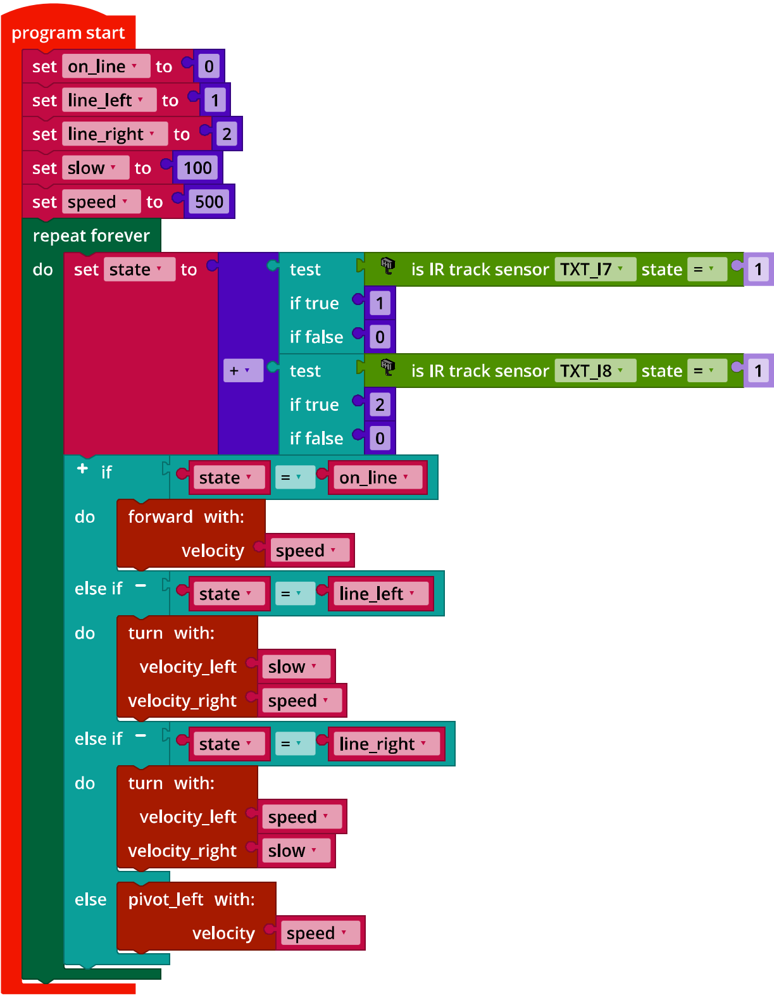 program start
set on_line to 0
set line_left to 1
set line_right to 2
set slow to 100
set speed to 500
repeat forever
do set state to test is IR track sensor TXT_I7 state = 1
if true 1
if false 0
+ test is IR track sensor TXT_I8 state = 1
if true 2
if false 0
+ if state = on_line
do forward with:
velocity speed
else if − state = line_left
do turn with:
velocity_left slow
velocity_right speed
else if − state = line_right
do turn with:
velocity_left speed
velocity_right slow
else pivot_left with:
velocity speed